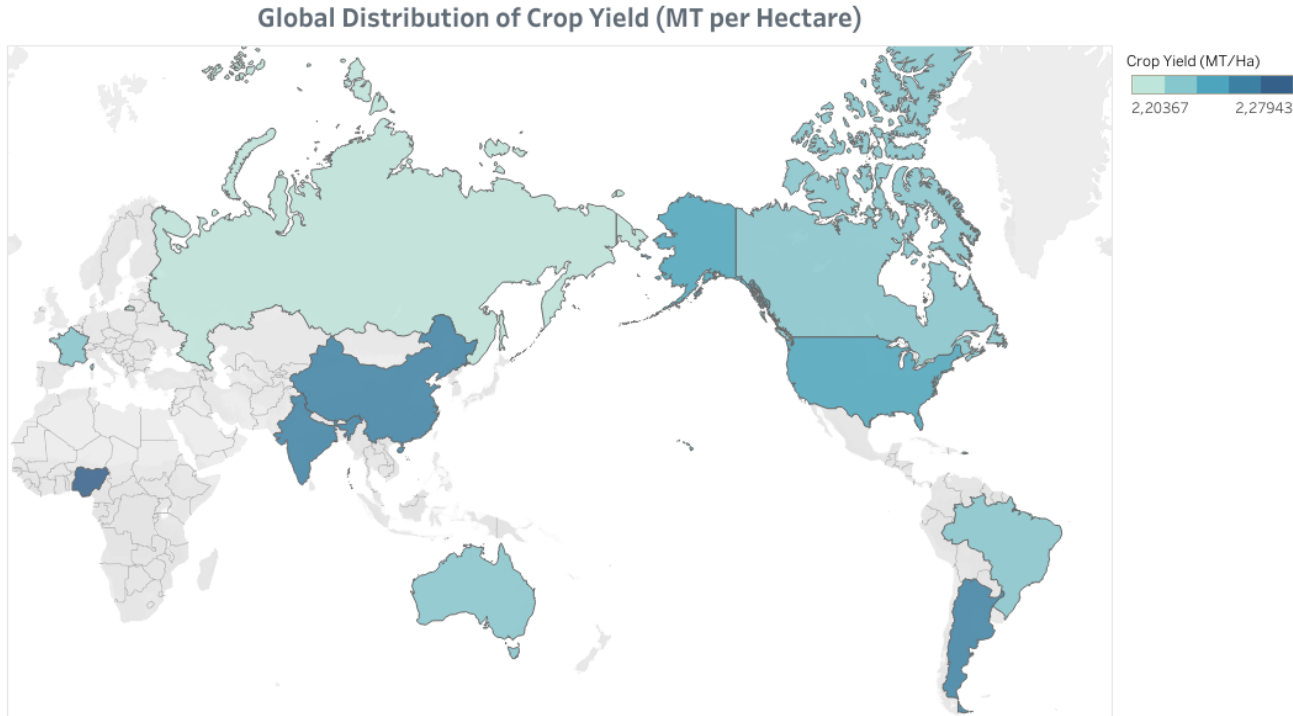 Global Distribution of Crop Yield (MT per Hectare)
Crop Yield (MT/Ha)
2,20367 2,27943